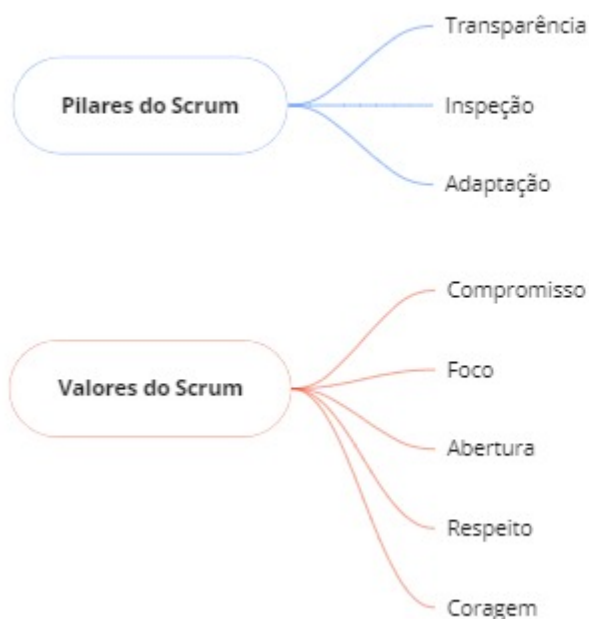 Pilares do Scrum
Transparência
Inspeção
Adaptação
Valores do Scrum
Compromisso
Foco
Abertura
Respeito
Coragem